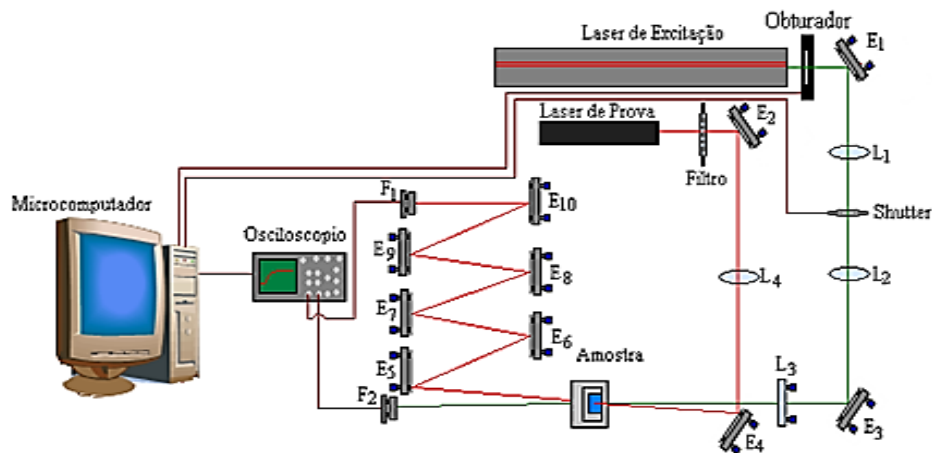 Obturador
Laser de Excitação
E1
Laser de Prova
E2
Filtro
L1
Shutter
Microcomputador
Osciloscopio
F1
E10
E9
E8
L4
L2
E7
E6
E5
Amostra
L3
F2
E4
E3